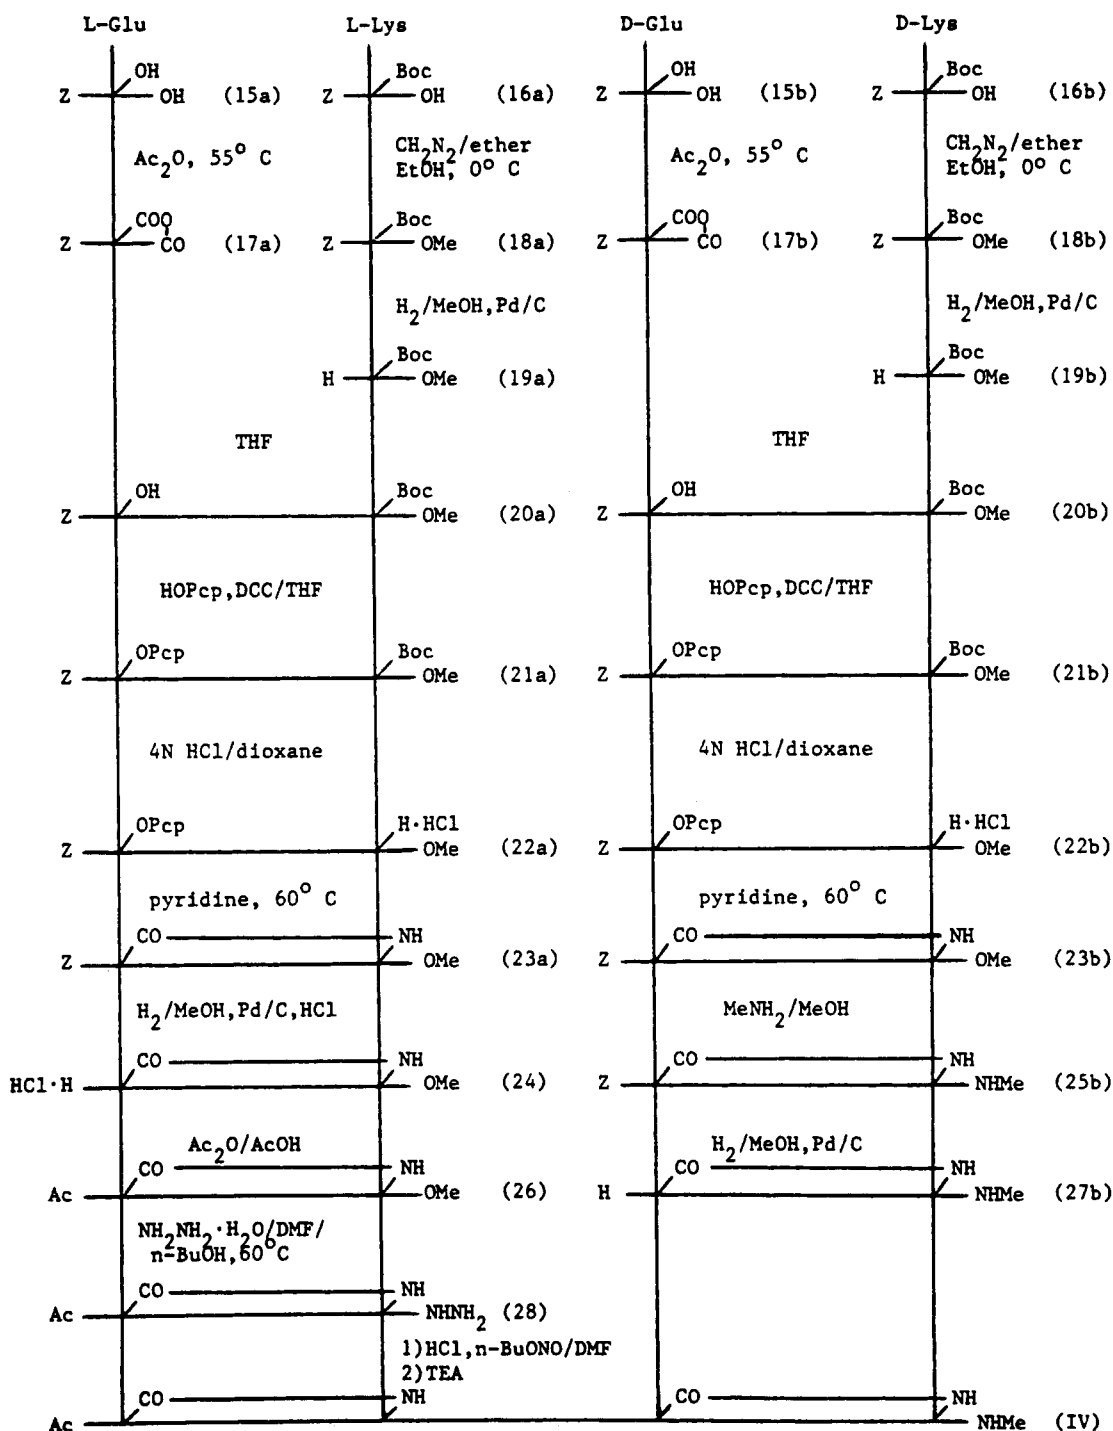 L-Glu L-Lys D-Glu D-Lys
OH Boc OH Boc
Z OH (15a) Z OH (16a) Z OH (15b) Z OH (16b)
Ac2O, 55° C CH2N2/ether Ac2O, 55° C CH2N2/ether
EtOH, 0° C EtOH, 0° C
COO Boc COO Boc
Z CO (17a) Z OMe (18a) Z CO (17b) Z OMe (18b)
H2/MeOH,Pd/C H2/MeOH,Pd/C
Boc Boc
H OMe (19a) H OMe (19b)
THF THF
OH Boc OH Boc
Z OMe (20a) Z OMe (20b)
HOPcp,DCC/THF HOPcp,DCC/THF
OPcp Boc OPcp Boc
Z OMe (21a) Z OMe (21b)
4N HCl/dioxane 4N HCl/dioxane
OPcp H·HCl OPcp H·HCl
Z OMe (22a) Z OMe (22b)
pyridine, 60° C pyridine, 60° C
CO NH CO NH
Z OMe (23a) Z OMe (23b)
H2/MeOH,Pd/C,HCl MeNH2/MeOH
CO NH CO NH
HCl·H OMe (24) Z NHMe (25b)
Ac2O/AcOH H2/MeOH,Pd/C
CO NH CO NH
Ac OMe (26) H NHMe (27b)
NH2NH2·H2O/DMF/
n-BuOH,60°C
CO NH
Ac NHNH2 (28)
1)HCl,n-BuONO/DMF
2)TEA
CO NH CO NH
Ac NHMe (IV)